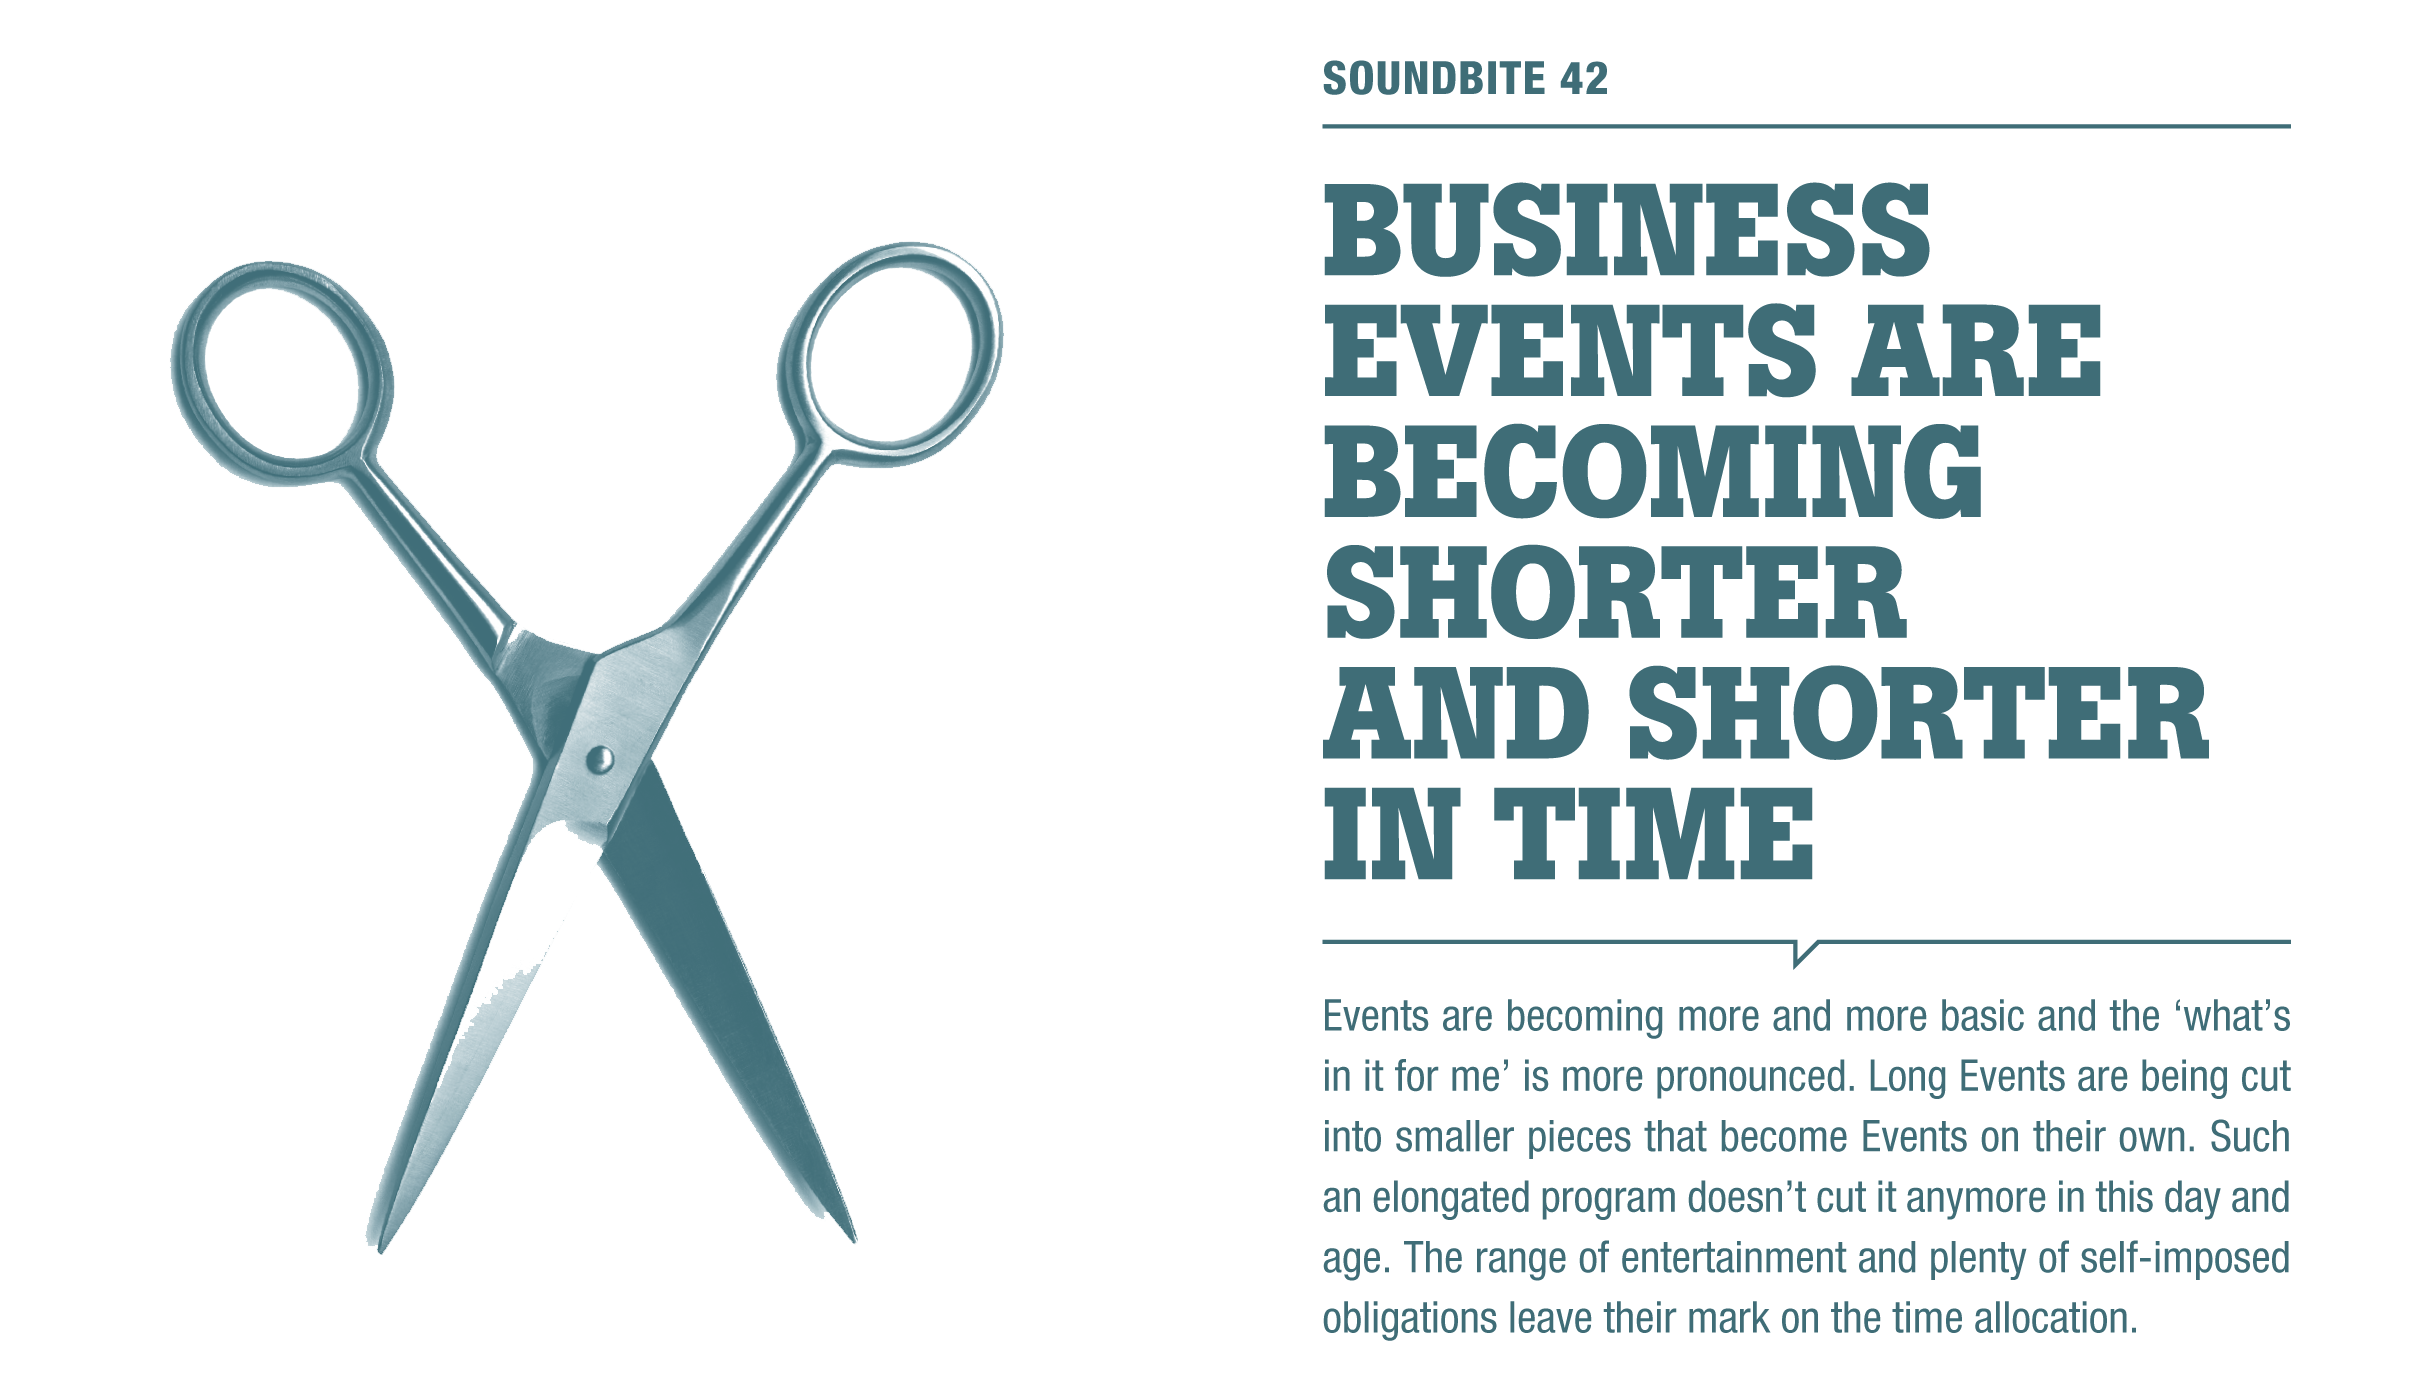 SOUNDBITE 42
BUSINESS
EVENTS ARE
BECOMING
SHORTER
AND SHORTER
IN TIME
Events are becoming more and more basic and the ‘what’s
in it for me’ is more pronounced. Long Events are being cut
into smaller pieces that become Events on their own. Such
an elongated program doesn’t cut it anymore in this day and
age. The range of entertainment and plenty of self-imposed
obligations leave their mark on the time allocation.